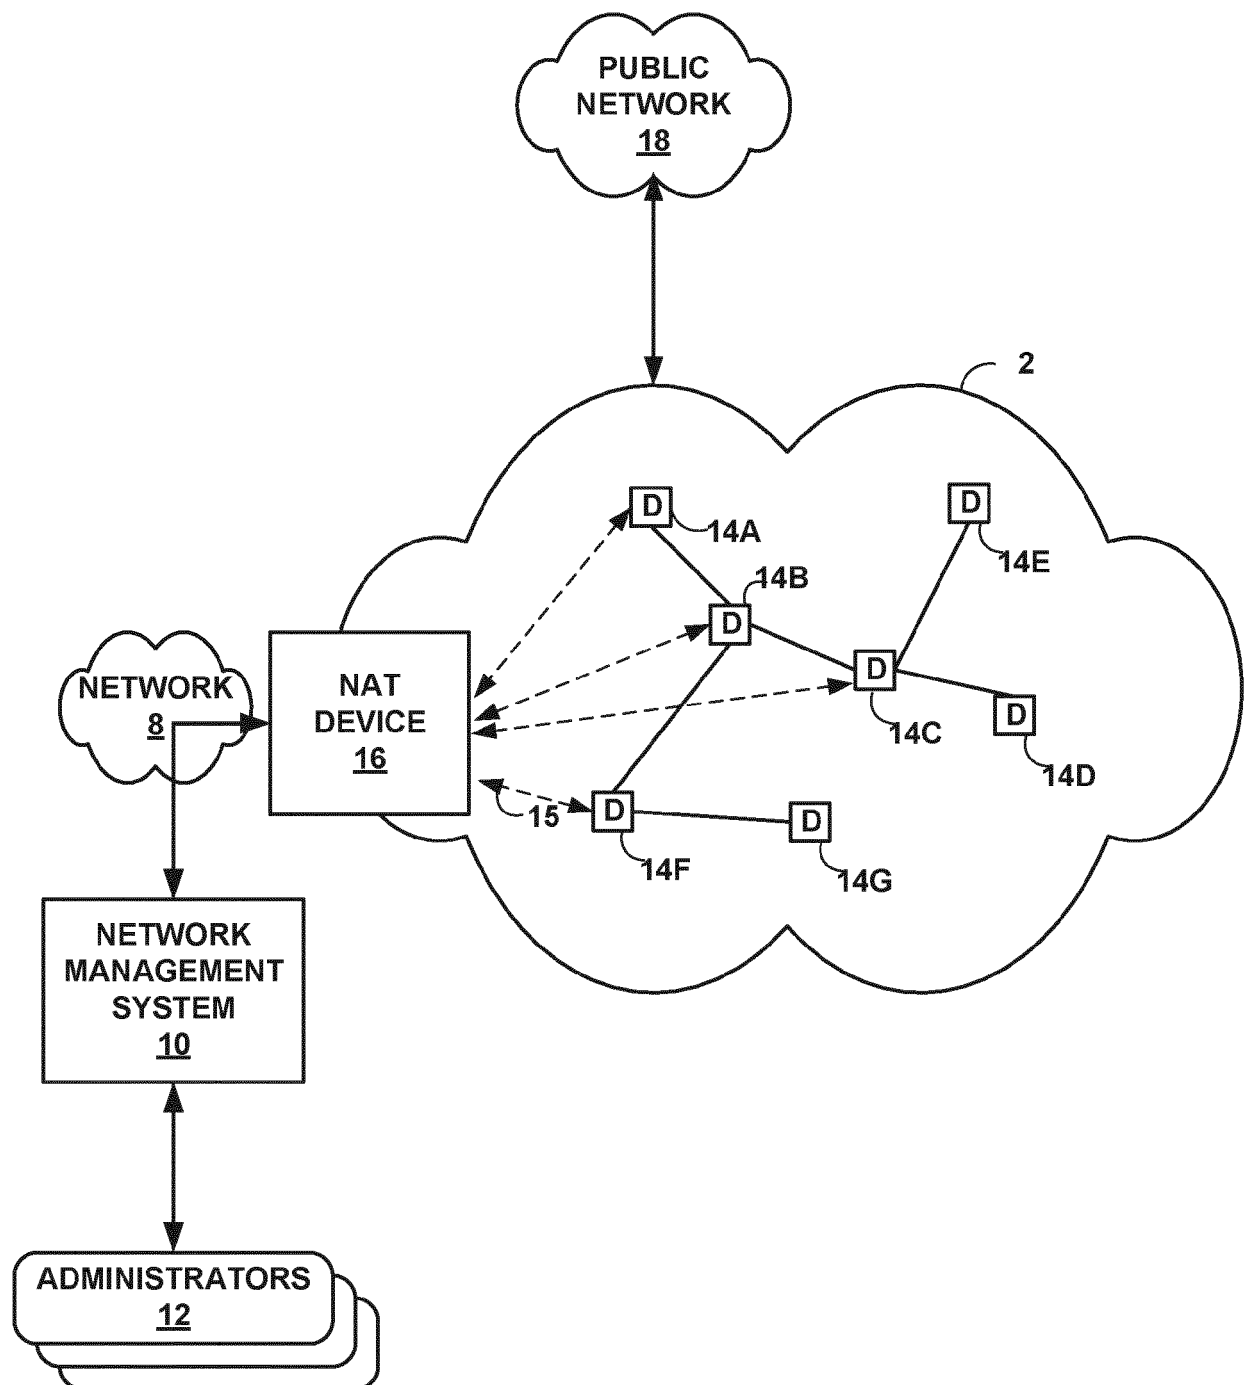 PUBLIC
NETWORK
18
2
D
14A
D
14E
14B
D
D
14C
D
14D
NETWORK
8
NAT
DEVICE
16
15
D
14F
D
14G
NETWORK
MANAGEMENT
SYSTEM
10
ADMINISTRATORS
12